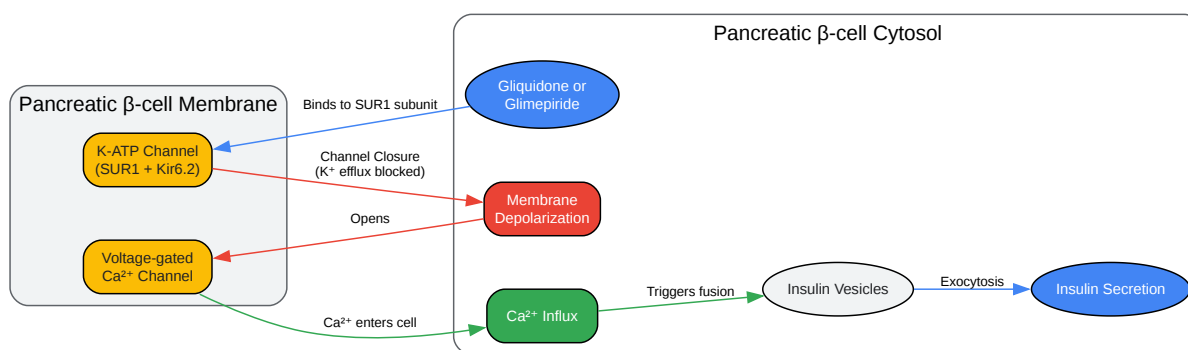 Pancreatic β-cell Cytosol
Pancreatic β-cell Membrane
Gliquidone or
Glimepiride
Binds to SUR1 subunit
K-ATP Channel
(SUR1 + Kir6.2)
Channel Closure
(K⁺ efflux blocked)
Membrane
Depolarization
Opens
Voltage-gated
Ca²⁺ Channel
Ca²⁺ enters cell
Ca²⁺ Influx
Triggers fusion
Insulin Vesicles
Exocytosis
Insulin Secretion